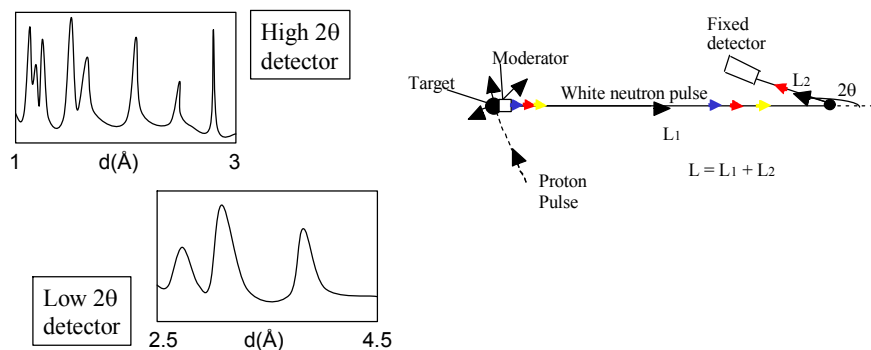 High 2θ
detector
1
3
d(Å)
Low 2θ
detector
2.5
d(Å)
4.5
Fixed
detector
Moderator
Target
White neutron pulse
L2
2θ
L1
L = L1 + L2
Proton
Pulse